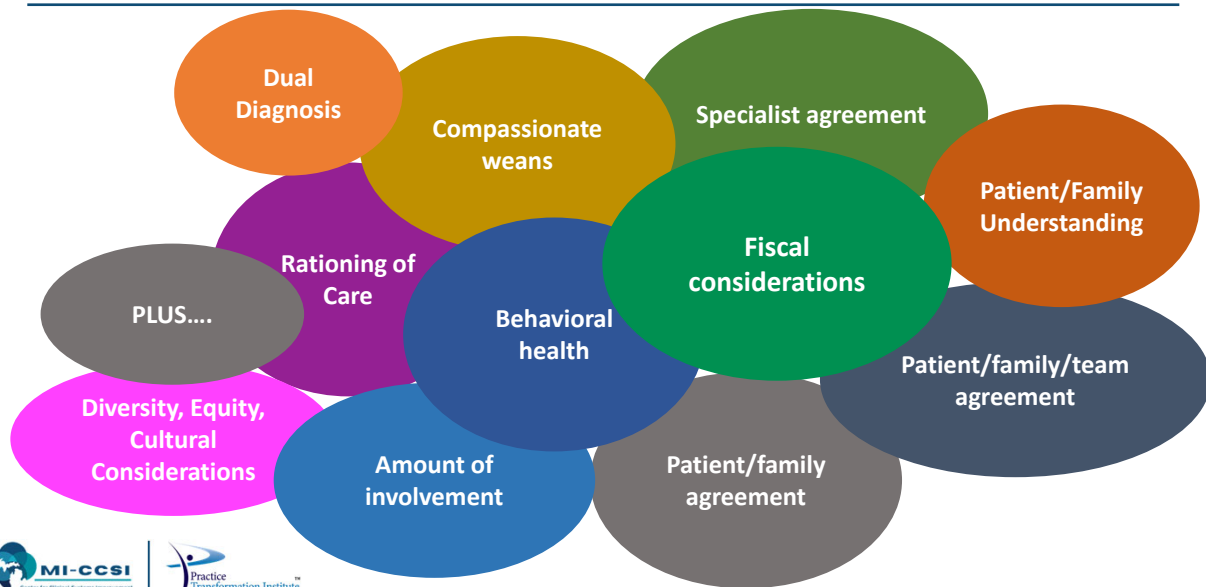 Dual
Diagnosis
Compassionate
weans
Specialist agreement
Patient/Family
Understanding
Rationing of
Care
Fiscal
considerations
PLUS....
Behavioral
health
Patient/family/team
agreement
Diversity, Equity,
Cultural
Considerations
Amount of
involvement
Patient/family
agreement
MI-CCSI
Practice
Transformation Institute